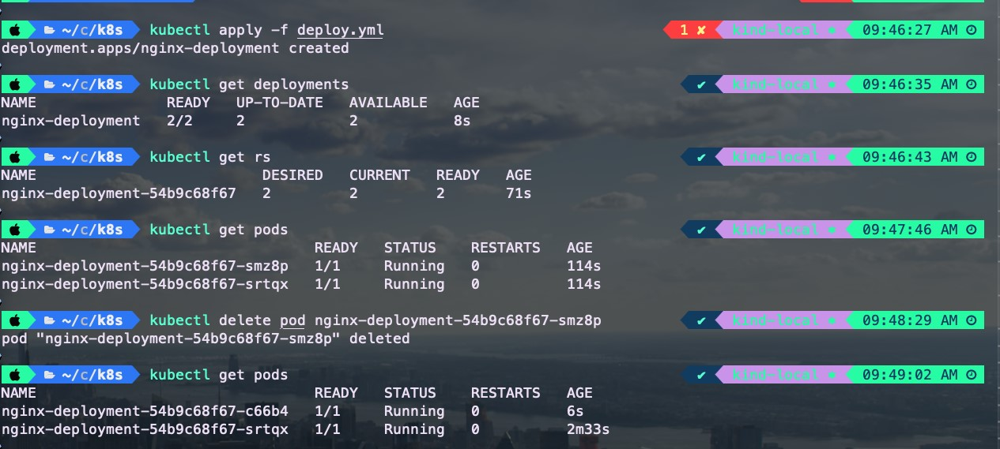 ~/c/k8s kubectl apply -f deploy.yml 1 ✘ kind-local 09:46:27 AM
deployment.apps/nginx-deployment created
~/c/k8s kubectl get deployments ✔ kind-local 09:46:35 AM
NAME READY UP-TO-DATE AVAILABLE AGE
nginx-deployment 2/2 2 2 8s
~/c/k8s kubectl get rs ✔ kind-local 09:46:43 AM
NAME DESIRED CURRENT READY AGE
nginx-deployment-54b9c68f67 2 2 2 71s
~/c/k8s kubectl get pods ✔ kind-local 09:47:46 AM
NAME READY STATUS RESTARTS AGE
nginx-deployment-54b9c68f67-smz8p 1/1 Running 0 114s
nginx-deployment-54b9c68f67-srtqx 1/1 Running 0 114s
~/c/k8s kubectl delete pod nginx-deployment-54b9c68f67-smz8p ✔ kind-local 09:48:29 AM
pod "nginx-deployment-54b9c68f67-smz8p" deleted
~/c/k8s kubectl get pods ✔ kind-local 09:49:02 AM
NAME READY STATUS RESTARTS AGE
nginx-deployment-54b9c68f67-c66b4 1/1 Running 0 6s
nginx-deployment-54b9c68f67-srtqx 1/1 Running 0 2m33s